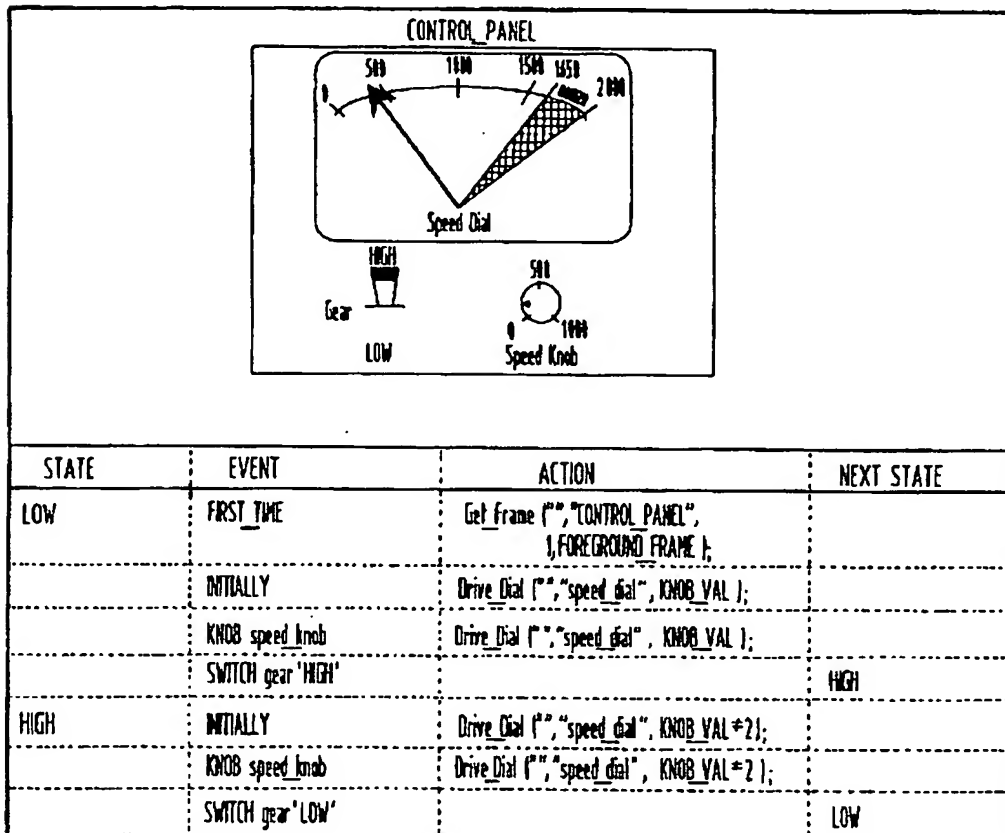 CONTROL_PANEL
0 500 1000 1500 1650 2000
Speed Dial
HIGH
Gear
LOW
500
0 1000
Speed Knob
STATE EVENT ACTION NEXT STATE
LOW FIRST_TIME Get_Frame ("","CONTROL_PANEL",
1,FOREGROUND_FRAME );
INITIALLY Drive_Dial ("","speed_dial", KNOB_VAL );
KNOB speed_knob Drive_Dial ("","speed_dial" , KNOB_VAL );
SWITCH gear 'HIGH' HIGH
HIGH INITIALLY Drive_Dial ("","speed_dial", KNOB_VAL*2);
KNOB speed_knob Drive_Dial ("","speed_dial" , KNOB_VAL*2 );
SWITCH gear 'LOW' LOW